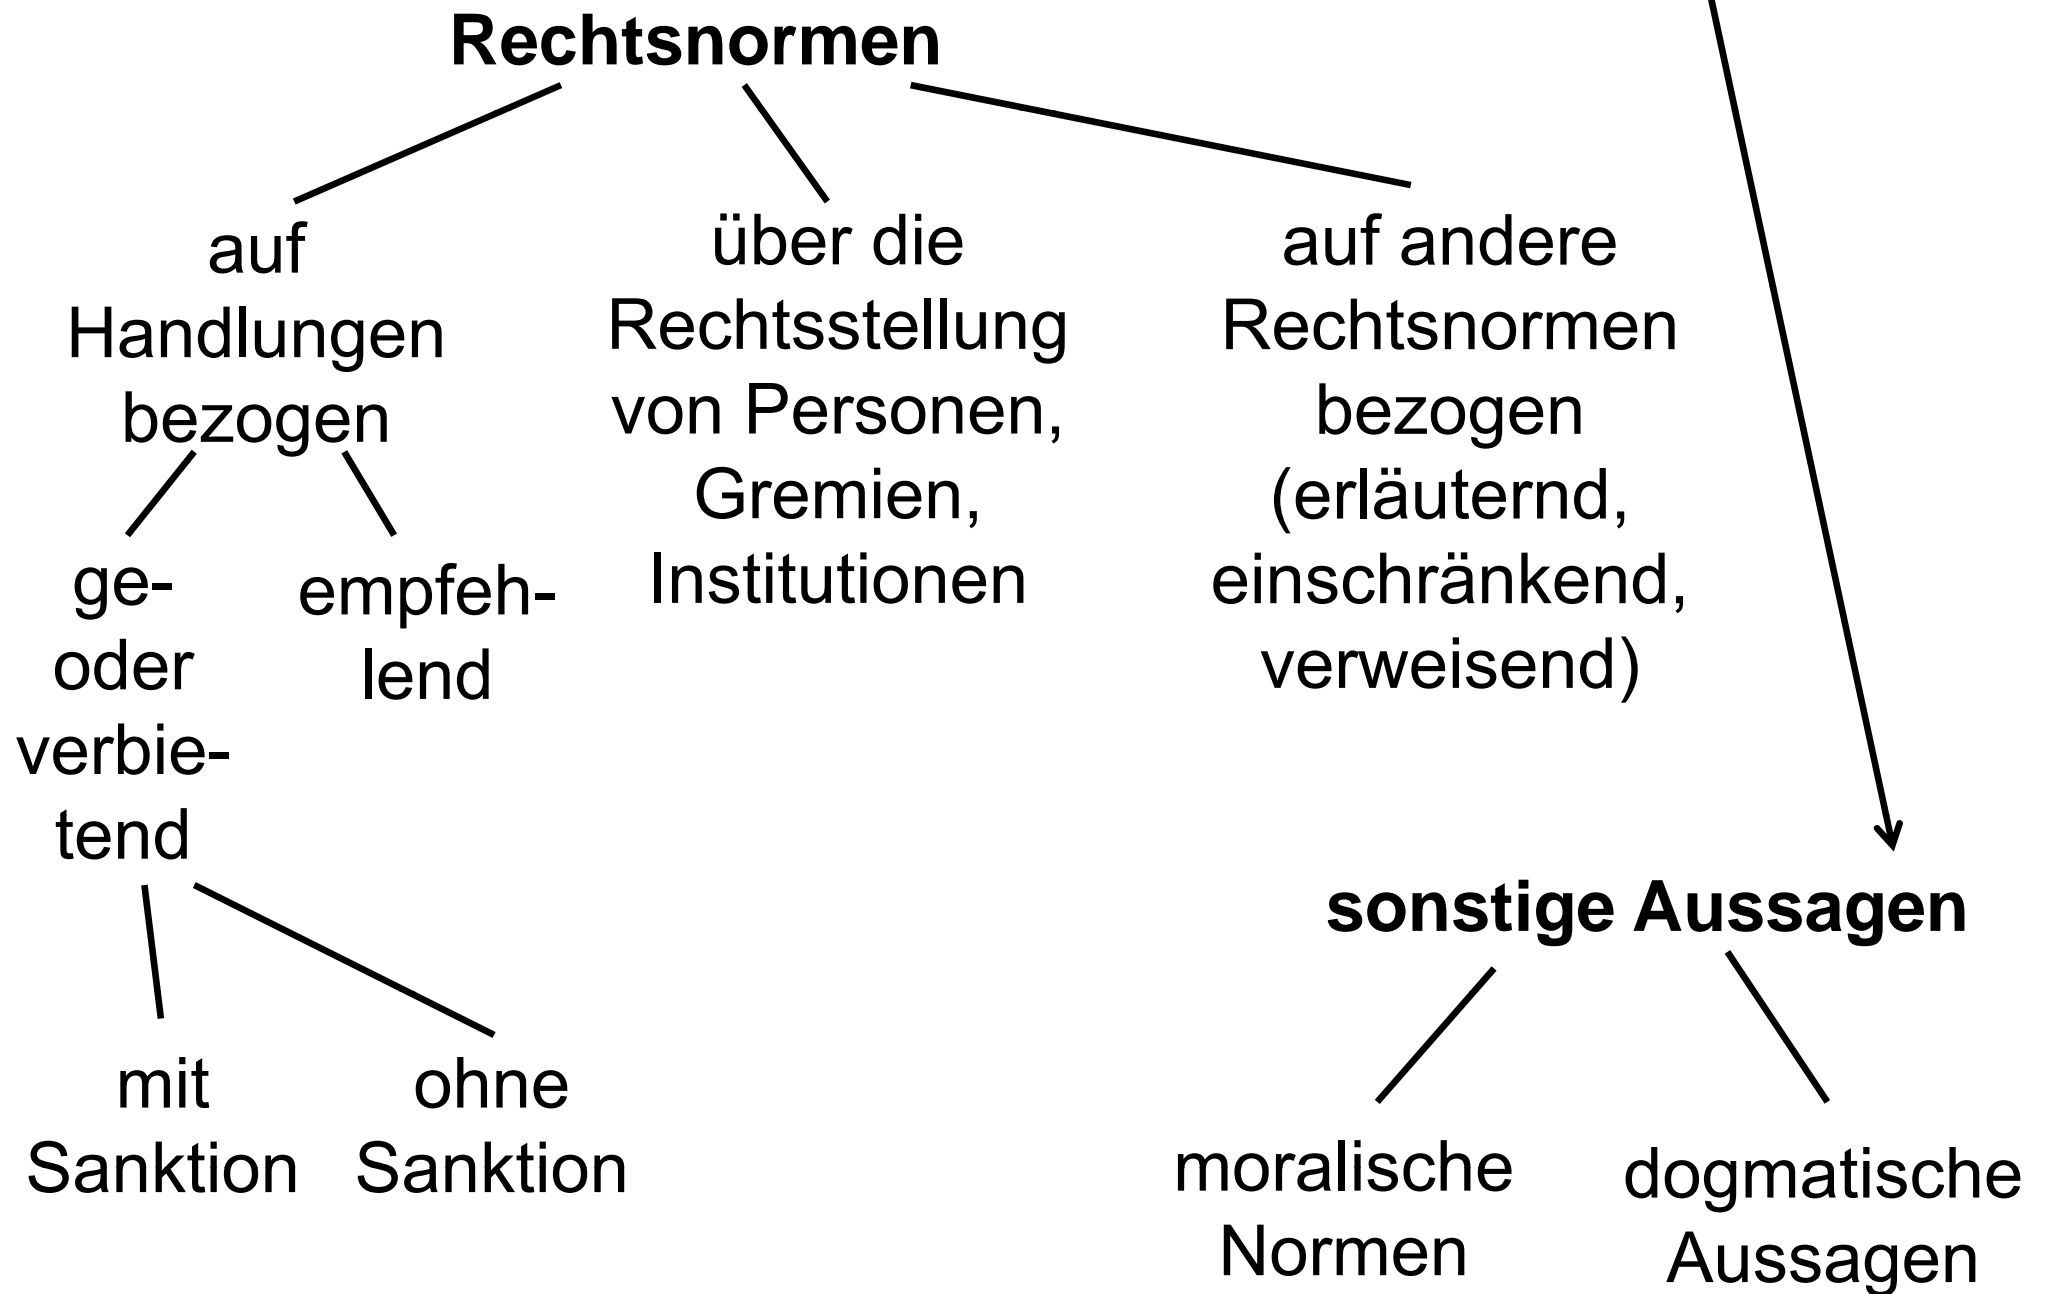 Rechtsnormen
auf
Handlungen
bezogen
über die
Rechtsstellung
von Personen,
Gremien,
Institutionen
auf andere
Rechtsnormen
bezogen
(erläuternd,
einschränkend,
verweisend)
ge-
oder
verbie-
tend
empfeh-
lend
mit
Sanktion
ohne
Sanktion
sonstige Aussagen
moralische
Normen
dogmatische
Aussagen